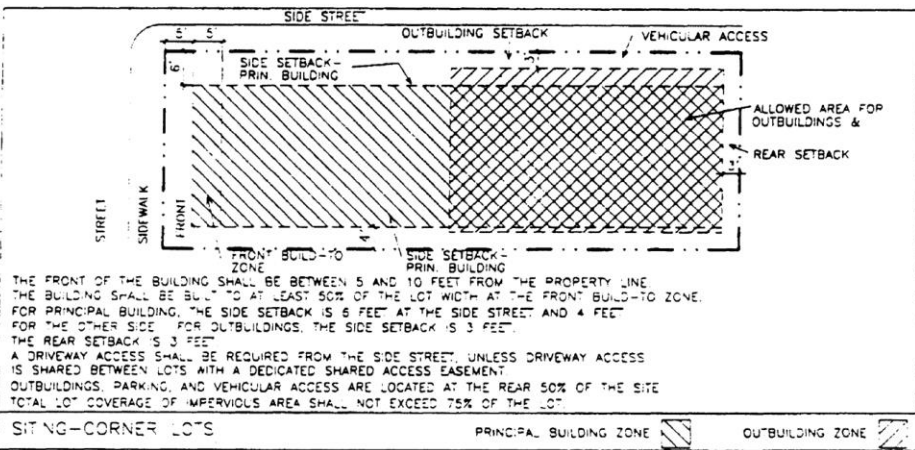 SIDE STREET
OUTBUILDING SETBACK
VEHICULAR ACCESS
5' 5'
SIDE SETBACK-
PRIN. BUILDING
6'
3'
ALLOWED AREA FOR
OUTBUILDINGS &
REAR SETBACK
3'
STREET
SIDEWALK
FRONT
4'
FRONT BUILD-TO
ZONE
SIDE SETBACK-
PRIN. BUILDING
THE FRONT OF THE BUILDING SHALL BE BETWEEN 5 AND 10 FEET FROM THE PROPERTY LINE.
THE BUILDING SHALL BE BUILT TO AT LEAST 50% OF THE LOT WIDTH AT THE FRONT BUILD-TO ZONE.
FOR PRINCIPAL BUILDING, THE SIDE SETBACK IS 6 FEET AT THE SIDE STREET AND 4 FEET
FOR THE OTHER SIDE. FOR OUTBUILDINGS, THE SIDE SETBACK IS 3 FEET.
THE REAR SETBACK IS 3 FEET
A DRIVEWAY ACCESS SHALL BE REQUIRED FROM THE SIDE STREET, UNLESS DRIVEWAY ACCESS
IS SHARED BETWEEN LOTS WITH A DEDICATED SHARED ACCESS EASEMENT.
OUTBUILDINGS, PARKING, AND VEHICULAR ACCESS ARE LOCATED AT THE REAR 50% OF THE SITE
TOTAL LOT COVERAGE OF IMPERVIOUS AREA SHALL NOT EXCEED 75% OF THE LOT.
SITING-CORNER LOTS
PRINCIPAL BUILDING ZONE
OUTBUILDING ZONE